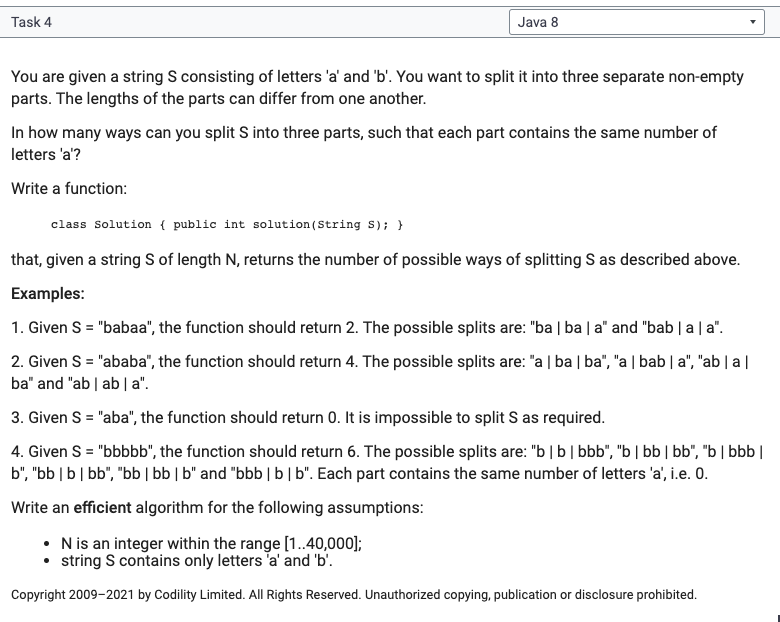 Task 4
Java 8
You are given a string S consisting of letters 'a' and 'b'. You want to split it into three separate non-empty
parts. The lengths of the parts can differ from one another.
In how many ways can you split S into three parts, such that each part contains the same number of
letters 'a'?
Write a function:
class Solution { public int solution(String S); }
that, given a string S of length N, returns the number of possible ways of splitting S as described above.
Examples:
1. Given S = "babaa", the function should return 2. The possible splits are: "ba | ba | a" and "bab | a | a".
2. Given S = "ababa", the function should return 4. The possible splits are: "a | ba | ba", "a | bab | a", "ab | a |
ba" and "ab | ab | a".
3. Given S = "aba", the function should return 0. It is impossible to split S as required.
4. Given S = "bbbbb", the function should return 6. The possible splits are: "b | b | bbb", "b | bb | bb", "b | bbb |
b", "bb | b | bb", "bb | bb | b" and "bbb | b | b". Each part contains the same number of letters 'a', i.e. 0.
Write an efficient algorithm for the following assumptions:
• N is an integer within the range [1..40,000];
• string S contains only letters 'a' and 'b'.
Copyright 2009–2021 by Codility Limited. All Rights Reserved. Unauthorized copying, publication or disclosure prohibited.